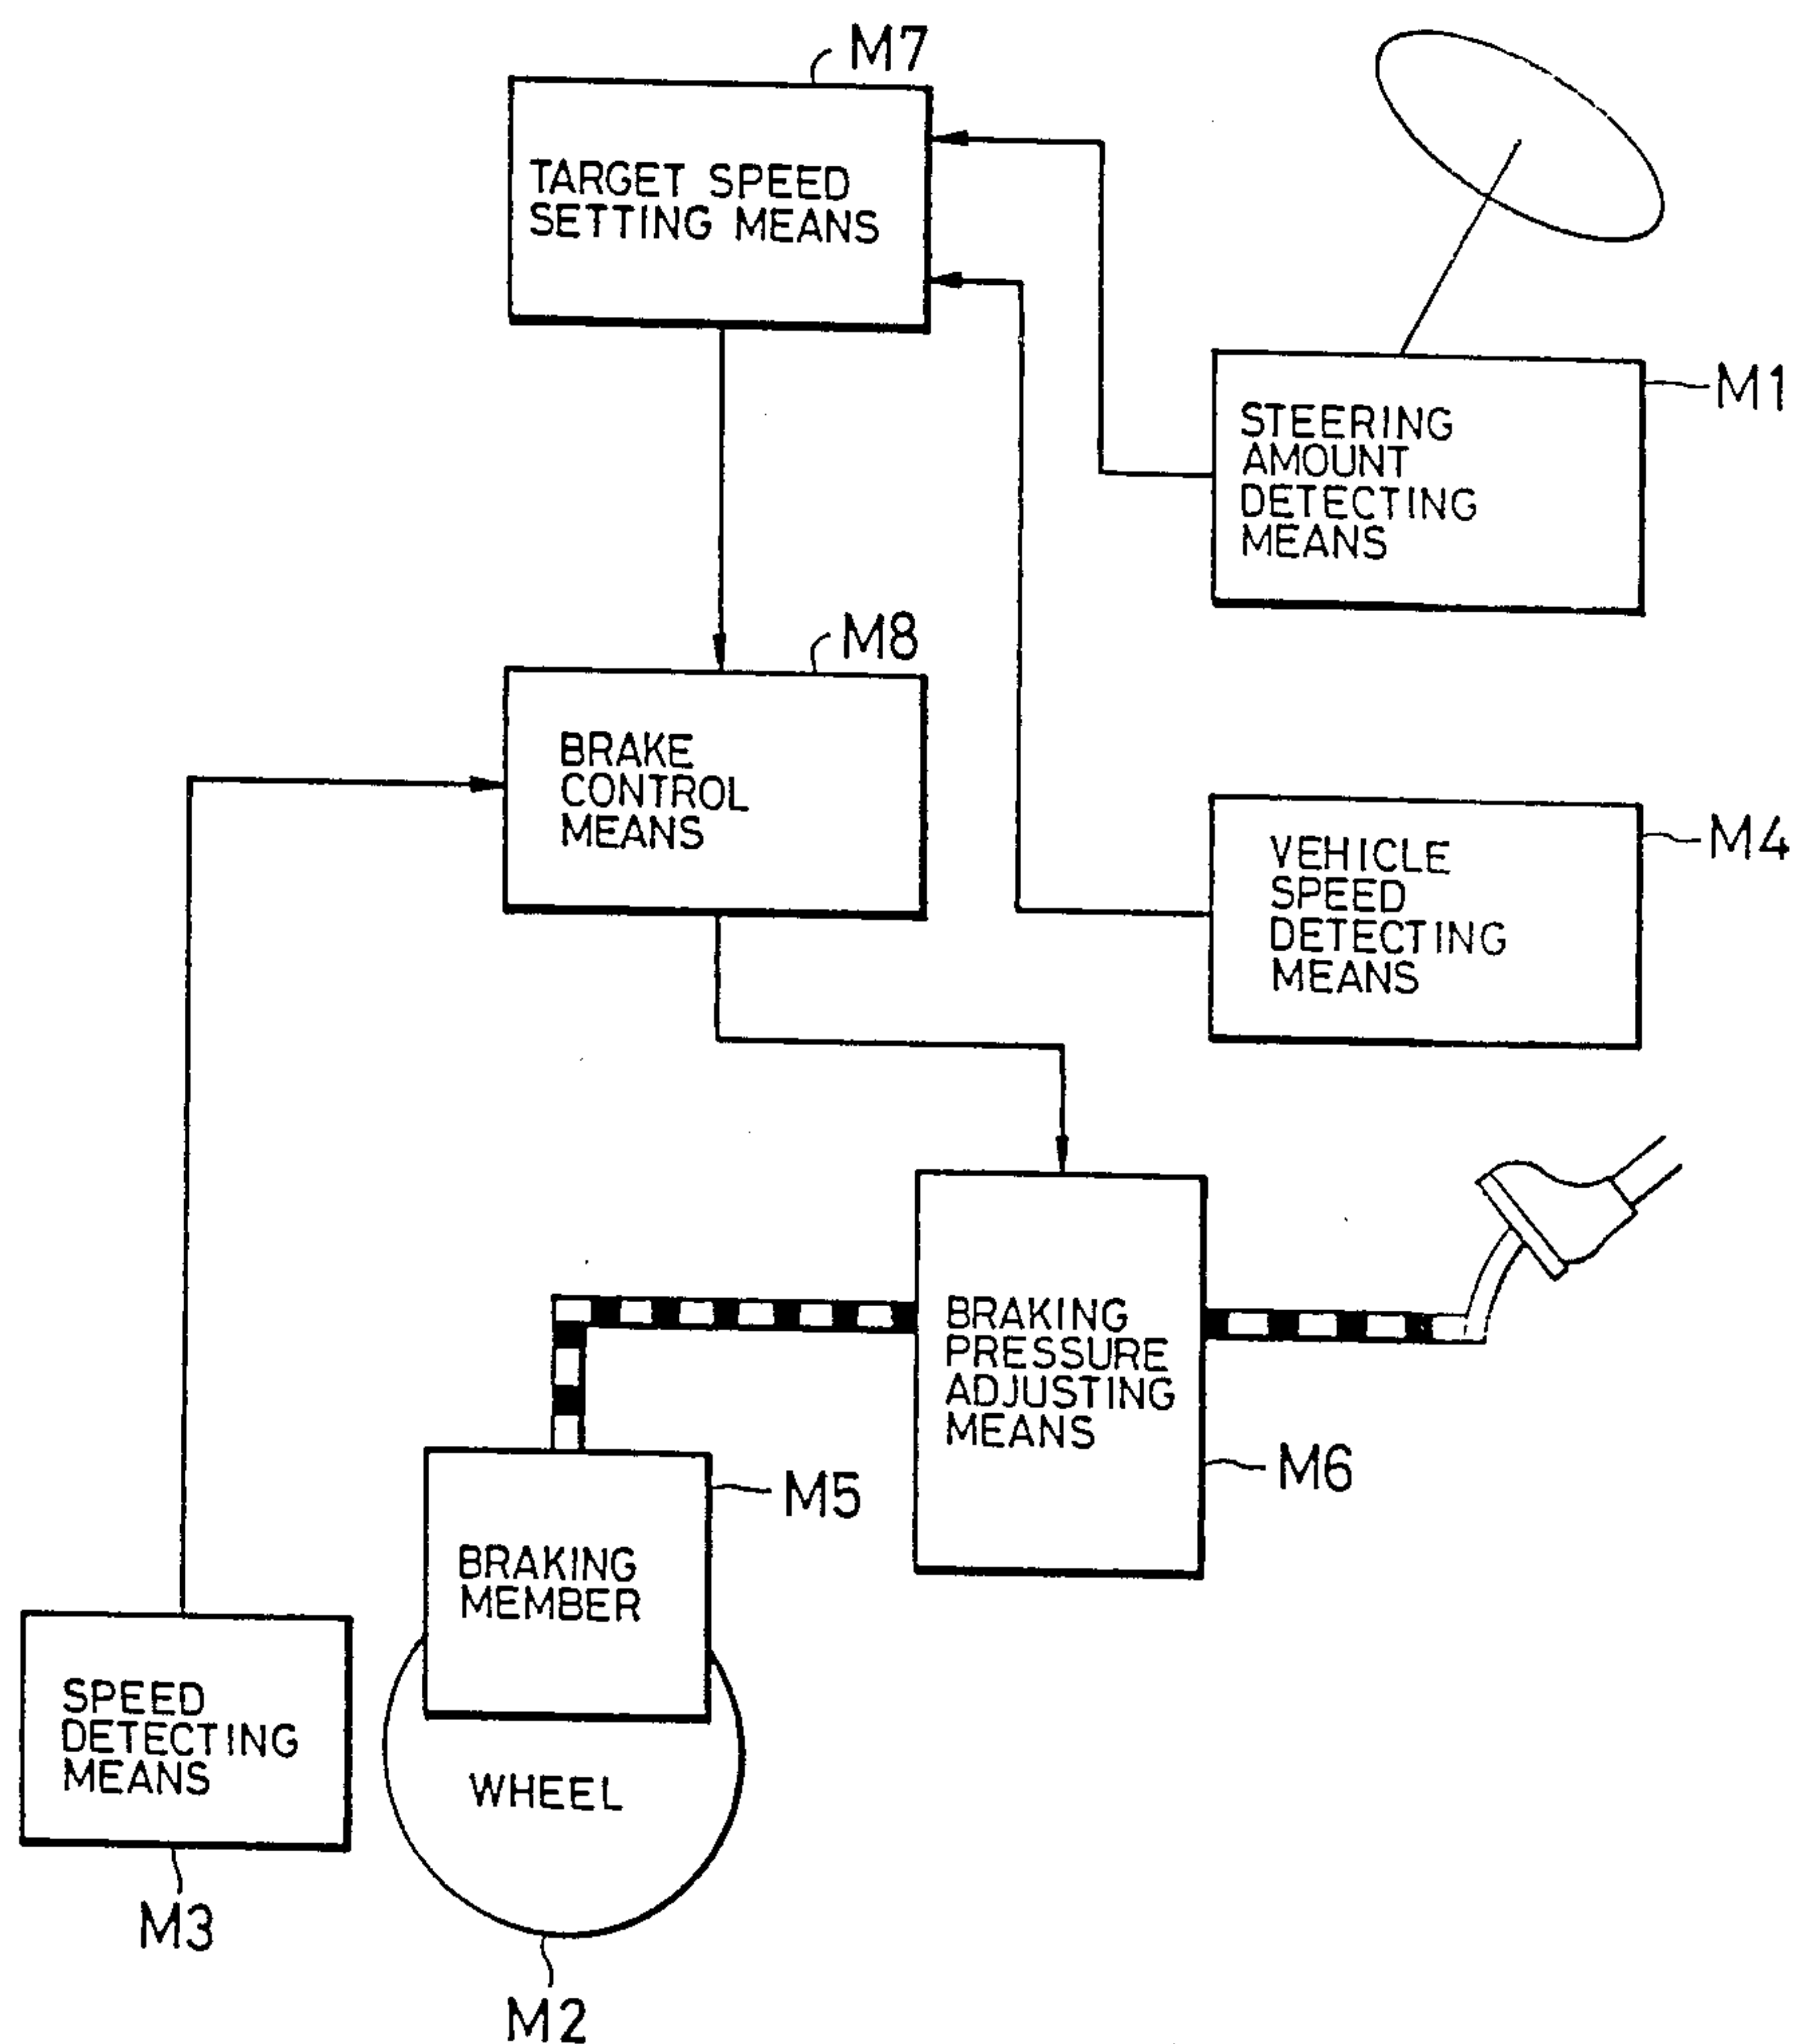 M7
TARGET SPEED
SETTING MEANS
M1
STEERING
AMOUNT
DETECTING
MEANS
M8
BRAKE
CONTROL
MEANS
M4
VEHICLE
SPEED
DETECTING
MEANS
BRAKING
PRESSURE
ADJUSTING
MEANS
M6
M5
BRAKING
MEMBER
SPEED
DETECTING
MEANS
WHEEL
M3
M2